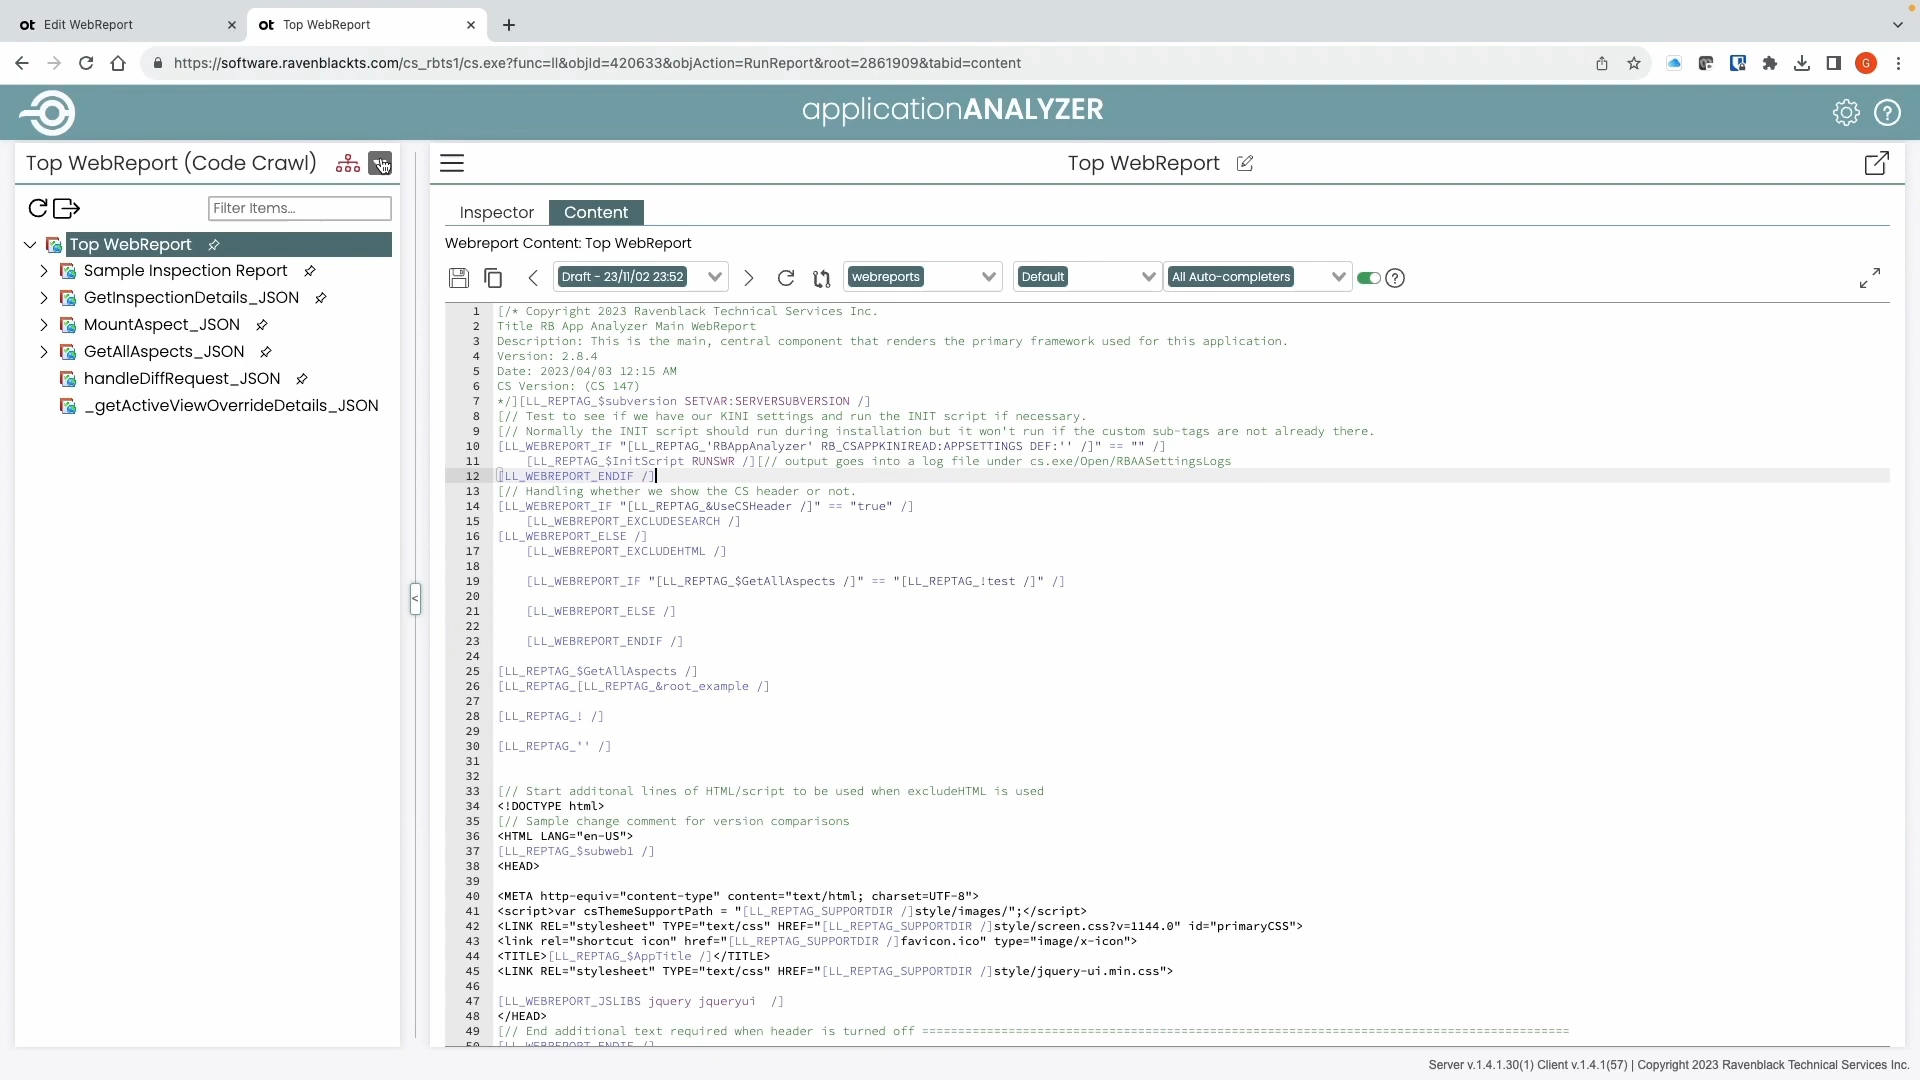 ot Edit WebReport
ot Top WebReport
https://software.ravenblackts.com/cs_rbts1/cs.exe?func=ll&objId=420633&objAction=RunReport&root=2861909&tabid=content
G
applicationANALYZER
Top WebReport (Code Crawl)
Filter Items...
Top WebReport
Sample Inspection Report
GetInspectionDetails_JSON
MountAspect_JSON
GetAllAspects_JSON
handleDiffRequest_JSON
_getActiveViewOverrideDetails_JSON
<
Top WebReport
Inspector Content
Webreport Content: Top WebReport
Draft - 23/11/02 23:52 webreports Default All Auto-completers
1 [/* Copyright 2023 Ravenblack Technical Services Inc.
2 Title RB App Analyzer Main WebReport
3 Description: This is the main, central component that renders the primary framework used for this application.
4 Version: 2.8.4
5 Date: 2023/04/03 12:15 AM
6 CS Version: (CS 147)
7 */][LL_REPTAG_$subversion SETVAR:SERVERSUBVERSION /]
8 [// Test to see if we have our KINI settings and run the INIT script if necessary.
9 [// Normally the INIT script should run during installation but it won't run if the custom sub-tags are not already there.
10 [LL_WEBREPORT_IF "[LL_REPTAG_'RBAppAnalyzer' RB_CSAPPKINIREAD:APPSETTINGS DEF:'' /]" == "" /]
11 [LL_REPTAG_$InitScript RUNSWR /][// output goes into a log file under cs.exe/Open/RBAASettingsLogs
12 [LL_WEBREPORT_ENDIF /]
13 [// Handling whether we show the CS header or not.
14 [LL_WEBREPORT_IF "[LL_REPTAG_&UseCSHeader /]" == "true" /]
15 [LL_WEBREPORT_EXCLUDESEARCH /]
16 [LL_WEBREPORT_ELSE /]
17 [LL_WEBREPORT_EXCLUDEHTML /]
18
19 [LL_WEBREPORT_IF "[LL_REPTAG_$GetAllAspects /]" == "[LL_REPTAG_!test /]" /]
20
21 [LL_WEBREPORT_ELSE /]
22
23 [LL_WEBREPORT_ENDIF /]
24
25 [LL_REPTAG_$GetAllAspects /]
26 [LL_REPTAG_[LL_REPTAG_&root_example /]
27
28 [LL_REPTAG_! /]
29
30 [LL_REPTAG_'' /]
31
32
33 [// Start additonal lines of HTML/script to be used when excludeHTML is used
34 <!DOCTYPE html>
35 [// Sample change comment for version comparisons
36 <HTML LANG="en-US">
37 [LL_REPTAG_$subweb1 /]
38 <HEAD>
39
40 <META http-equiv="content-type" content="text/html; charset=UTF-8">
41 <script>var csThemeSupportPath = "[LL_REPTAG_SUPPORTDIR /]style/images/";</script>
42 <LINK REL="stylesheet" TYPE="text/css" HREF="[LL_REPTAG_SUPPORTDIR /]style/screen.css?v=1144.0" id="primaryCSS">
43 <link rel="shortcut icon" href="[LL_REPTAG_SUPPORTDIR /]favicon.ico" type="image/x-icon">
44 <TITLE>[LL_REPTAG_$AppTitle /]</TITLE>
45 <LINK REL="stylesheet" TYPE="text/css" HREF="[LL_REPTAG_SUPPORTDIR /]style/jquery-ui.min.css">
46
47 [LL_WEBREPORT_JSLIBS jquery jqueryui /]
48 </HEAD>
49 [// End additional text required when header is turned off ==========================================================================================
50 [LL_WEBREPORT_ENDIF /]
Server v.1.4.1.30(1) Client v.1.4.1(57) | Copyright 2023 Ravenblack Technical Services Inc.